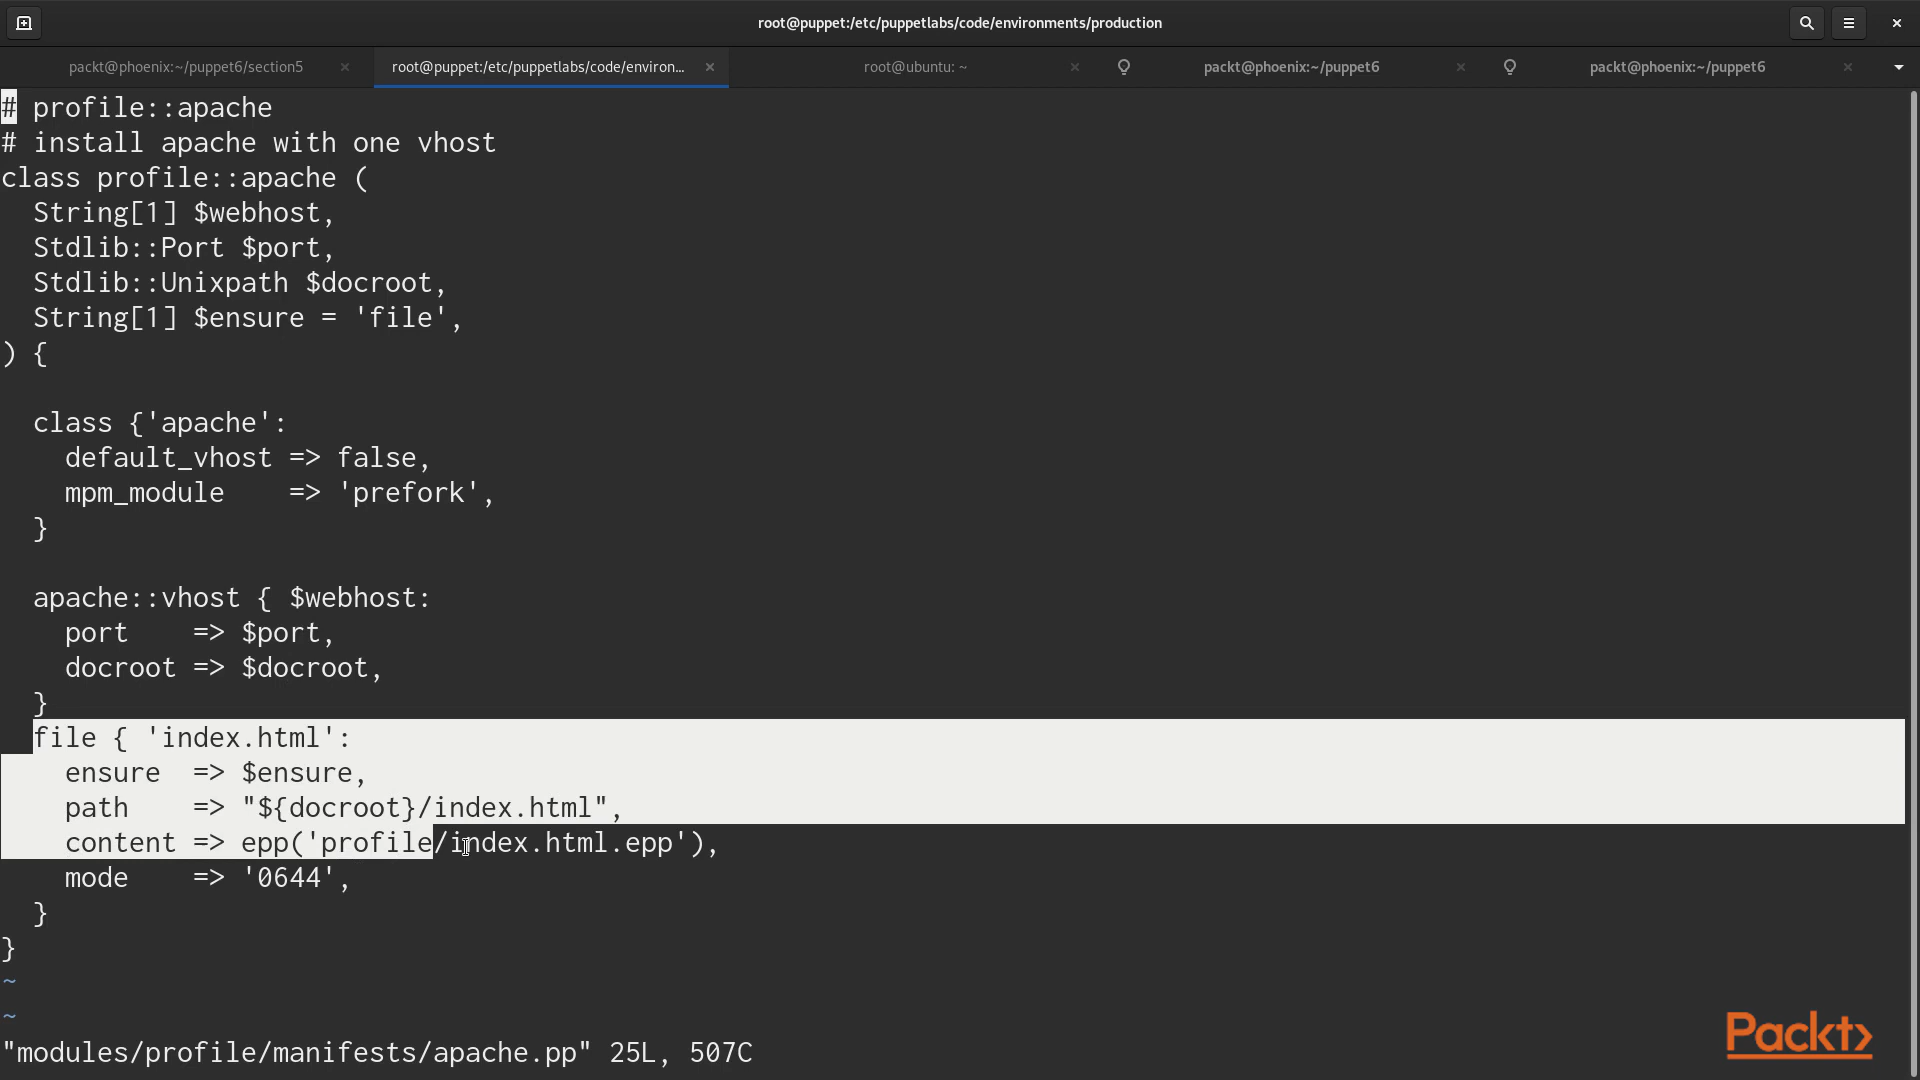 root@puppet:/etc/puppetlabs/code/environments/production
packt@phoenix:~/puppet6/section5
root@puppet:/etc/puppetlabs/code/environ...
root@ubuntu: ~
packt@phoenix:~/puppet6
packt@phoenix:~/puppet6
# profile::apache
# install apache with one vhost
class profile::apache (
  String[1] $webhost,
  Stdlib::Port $port,
  Stdlib::Unixpath $docroot,
  String[1] $ensure = 'file',
) {
  class {'apache':
    default_vhost => false,
    mpm_module    => 'prefork',
  }
  apache::vhost { $webhost:
    port    => $port,
    docroot => $docroot,
  }
  file { 'index.html':
    ensure  => $ensure,
    path    => "${docroot}/index.html",
    content => epp('profile/index.html.epp'),
    mode    => '0644',
  }
}
~
~
"modules/profile/manifests/apache.pp" 25L, 507C
Packt>